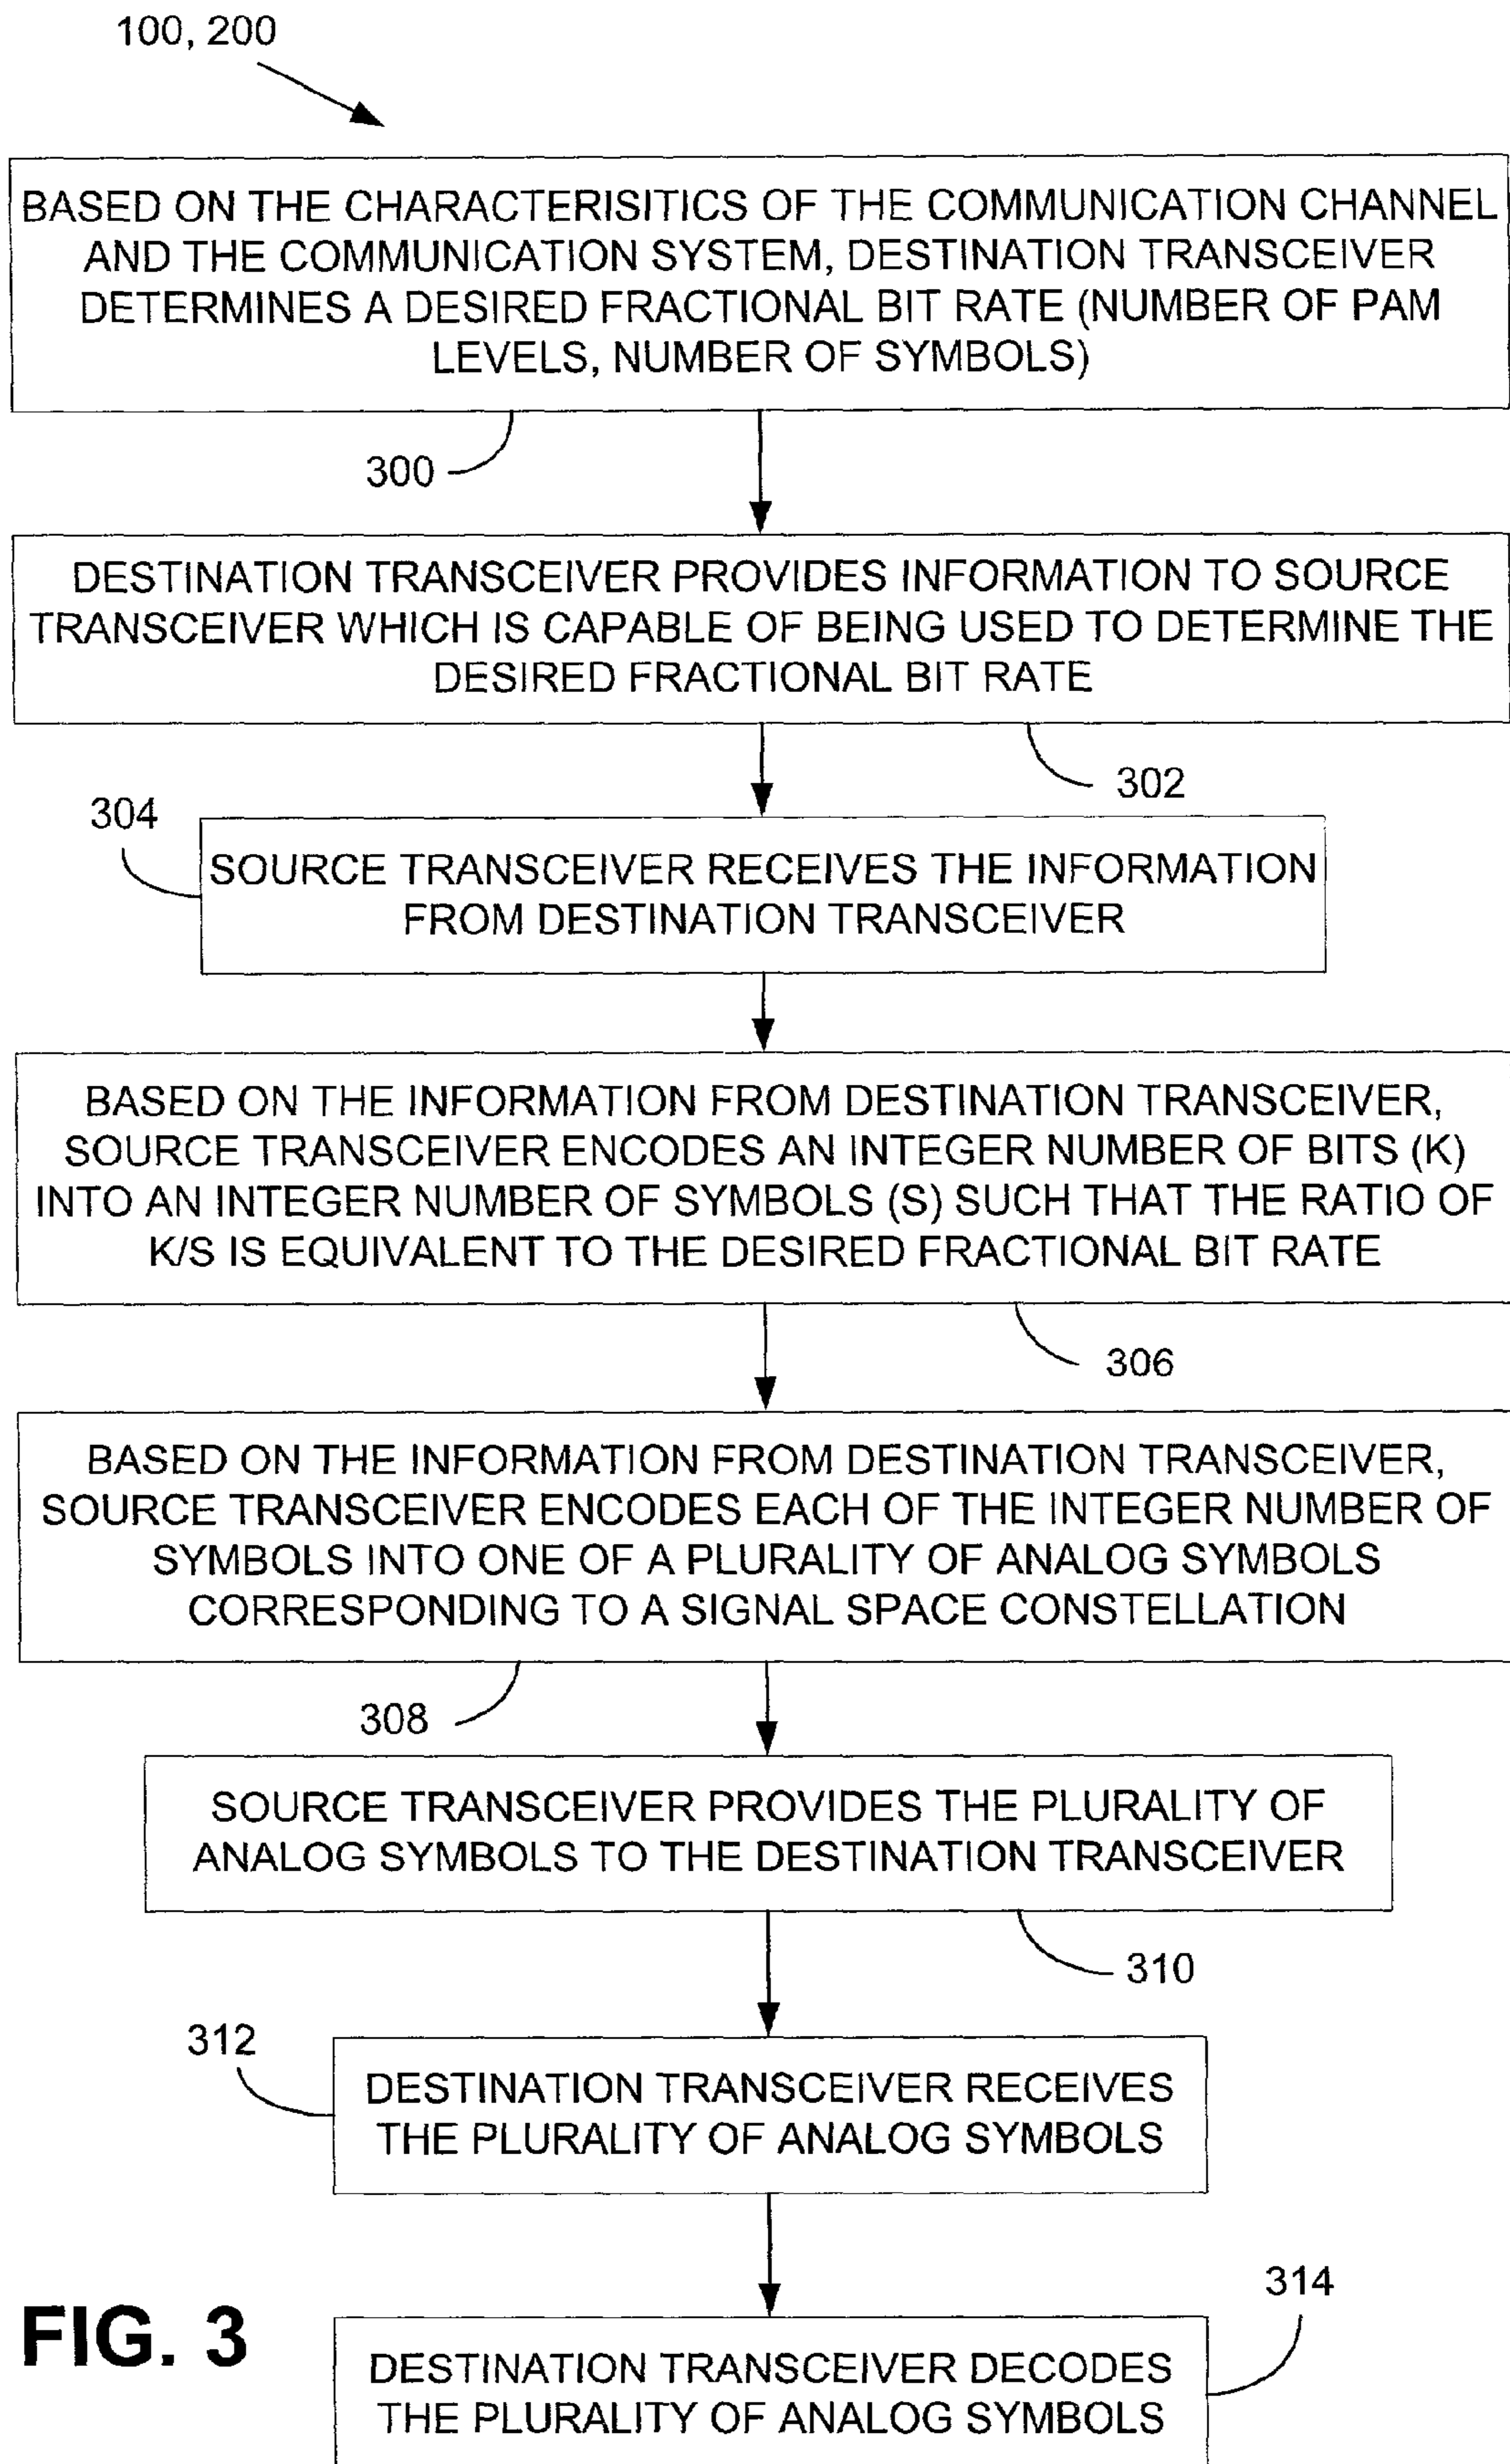 100, 200
BASED ON THE CHARACTERISITICS OF THE COMMUNICATION CHANNEL
AND THE COMMUNICATION SYSTEM, DESTINATION TRANSCEIVER
DETERMINES A DESIRED FRACTIONAL BIT RATE (NUMBER OF PAM
LEVELS, NUMBER OF SYMBOLS)
300
DESTINATION TRANSCEIVER PROVIDES INFORMATION TO SOURCE
TRANSCEIVER WHICH IS CAPABLE OF BEING USED TO DETERMINE THE
DESIRED FRACTIONAL BIT RATE
302
304
SOURCE TRANSCEIVER RECEIVES THE INFORMATION
FROM DESTINATION TRANSCEIVER
BASED ON THE INFORMATION FROM DESTINATION TRANSCEIVER,
SOURCE TRANSCEIVER ENCODES AN INTEGER NUMBER OF BITS (K)
INTO AN INTEGER NUMBER OF SYMBOLS (S) SUCH THAT THE RATIO OF
K/S IS EQUIVALENT TO THE DESIRED FRACTIONAL BIT RATE
306
BASED ON THE INFORMATION FROM DESTINATION TRANSCEIVER,
SOURCE TRANSCEIVER ENCODES EACH OF THE INTEGER NUMBER OF
SYMBOLS INTO ONE OF A PLURALITY OF ANALOG SYMBOLS
CORRESPONDING TO A SIGNAL SPACE CONSTELLATION
308
SOURCE TRANSCEIVER PROVIDES THE PLURALITY OF
ANALOG SYMBOLS TO THE DESTINATION TRANSCEIVER
310
312
DESTINATION TRANSCEIVER RECEIVES
THE PLURALITY OF ANALOG SYMBOLS
314
FIG. 3
DESTINATION TRANSCEIVER DECODES
THE PLURALITY OF ANALOG SYMBOLS